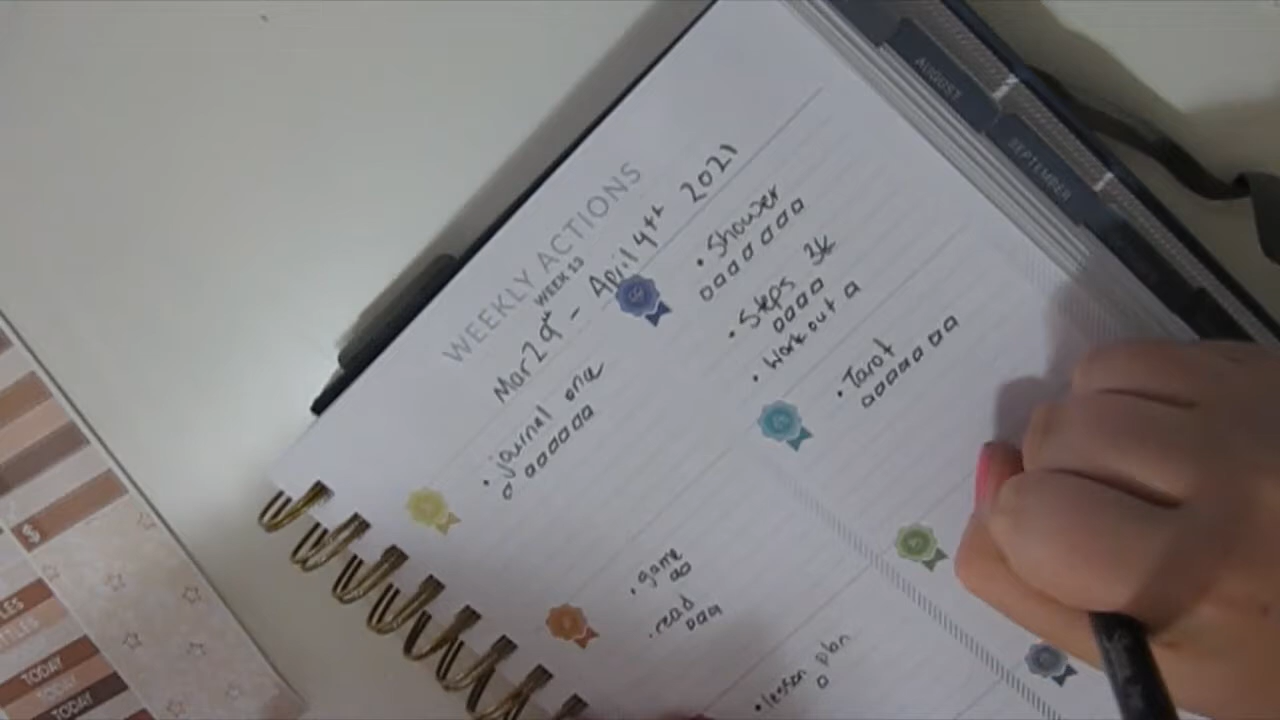 WEEKLY ACTIONS
WEEK 13
Mar 29th - April 4th 2021
• journal one
• Shower
• Steps 3k
• Workout
• Tarot
• game
• read
• lesson plan
AUGUST
SEPTEMBER
$
TODAY
TODAY
TODAY